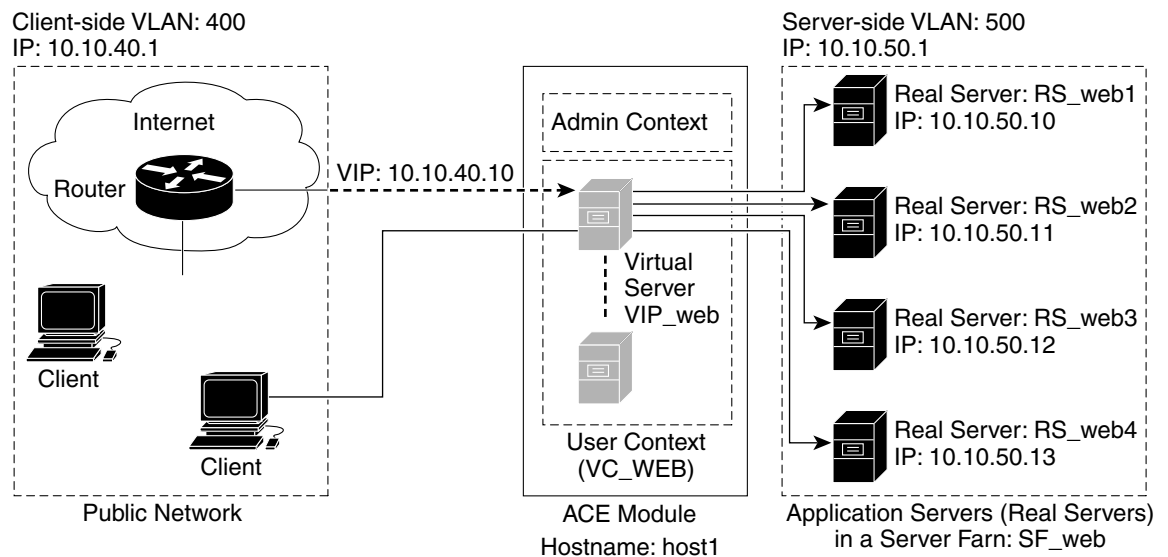 Client-side VLAN: 400
IP: 10.10.40.1
Server-side VLAN: 500
IP: 10.10.50.1
Internet
Router
VIP: 10.10.40.10
Client
Client
Public Network
Admin Context
Virtual
Server
VIP_web
User Context
(VC_WEB)
ACE Module
Hostname: host1
Real Server: RS_web1
IP: 10.10.50.10
Real Server: RS_web2
IP: 10.10.50.11
Real Server: RS_web3
IP: 10.10.50.12
Real Server: RS_web4
IP: 10.10.50.13
Application Servers (Real Servers)
in a Server Farn: SF_web